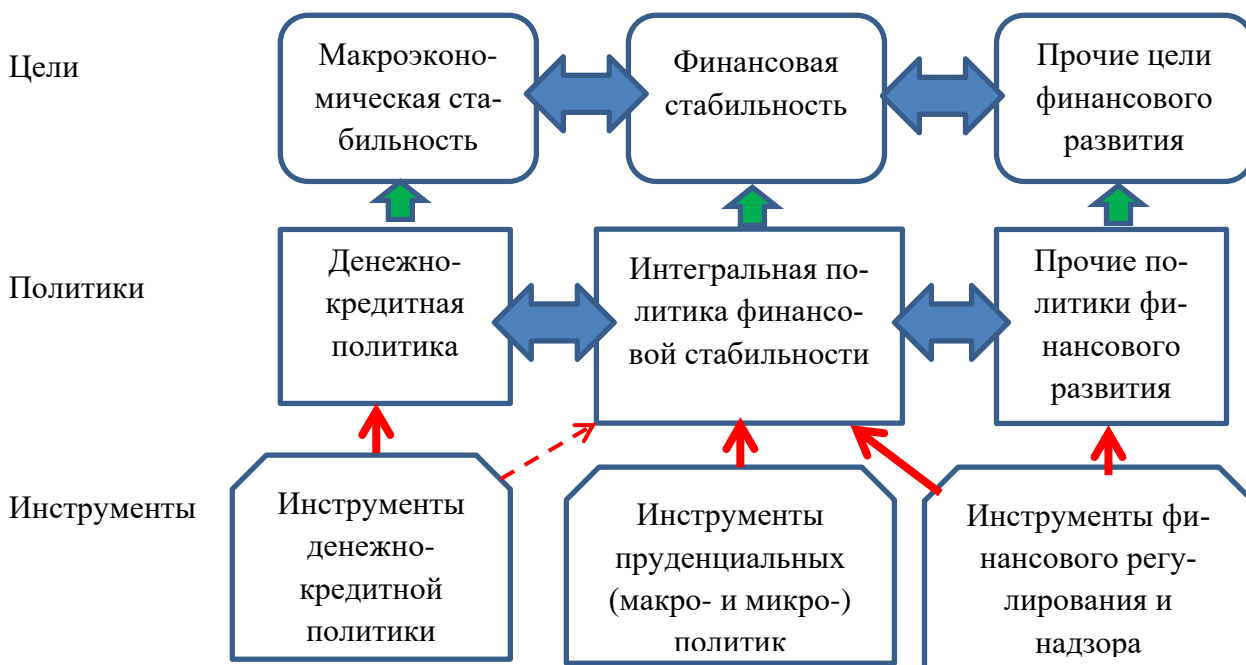 Цели
Макроэконо-
мическая ста-
бильность
Финансовая
стабильность
Прочие цели
финансового
развития
Политики
Денежно-
кредитная
политика
Интегральная по-
литика финансо-
вой стабильности
Прочие по-
литики фи-
нансового
развития
Инструменты
Инструменты
денежно-
кредитной
политики
Инструменты
пруденциальных
(макро- и микро-)
политик
Инструменты фи-
нансового регу-
лирования и
надзора